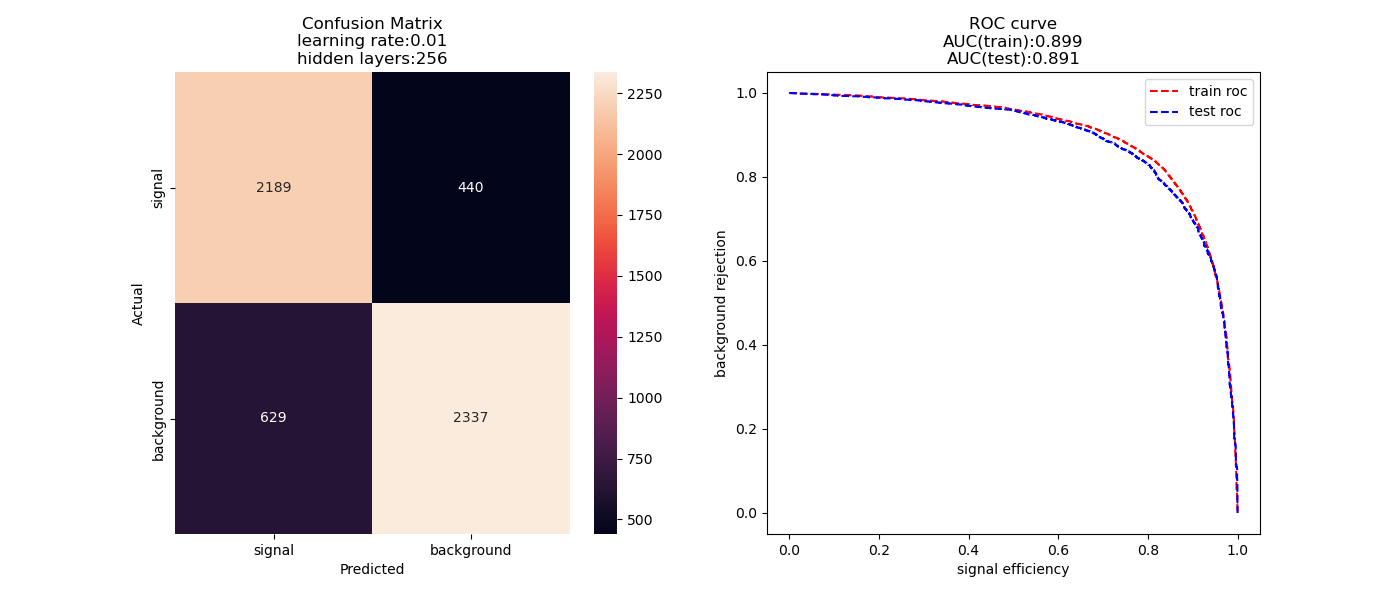 Confusion Matrix
learning rate:0.01
hidden layers:256
signal
background
Actual
2189
440
629
2337
signal
background
Predicted
2250
2000
1750
1500
1250
1000
750
500
ROC curve
AUC(train):0.899
AUC(test):0.891
train roc
test roc
background rejection
1.0
0.8
0.6
0.4
0.2
0.0
0.0 0.2 0.4 0.6 0.8 1.0
signal efficiency